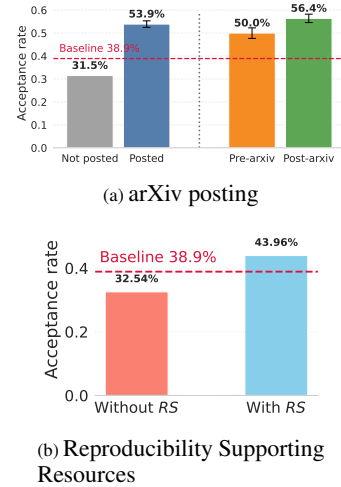 0.6
0.5
0.4
0.3
0.2
0.1
0.0
Acceptance rate
Baseline 38.9%
31.5%
53.9%
50.0%
56.4%
Not posted
Posted
Pre-arxiv
Post-arxiv
(a) arXiv posting
0.4
0.2
0.0
Acceptance rate
Baseline 38.9%
32.54%
43.96%
Without RS
With RS
(b) Reproducibility Supporting
Resources